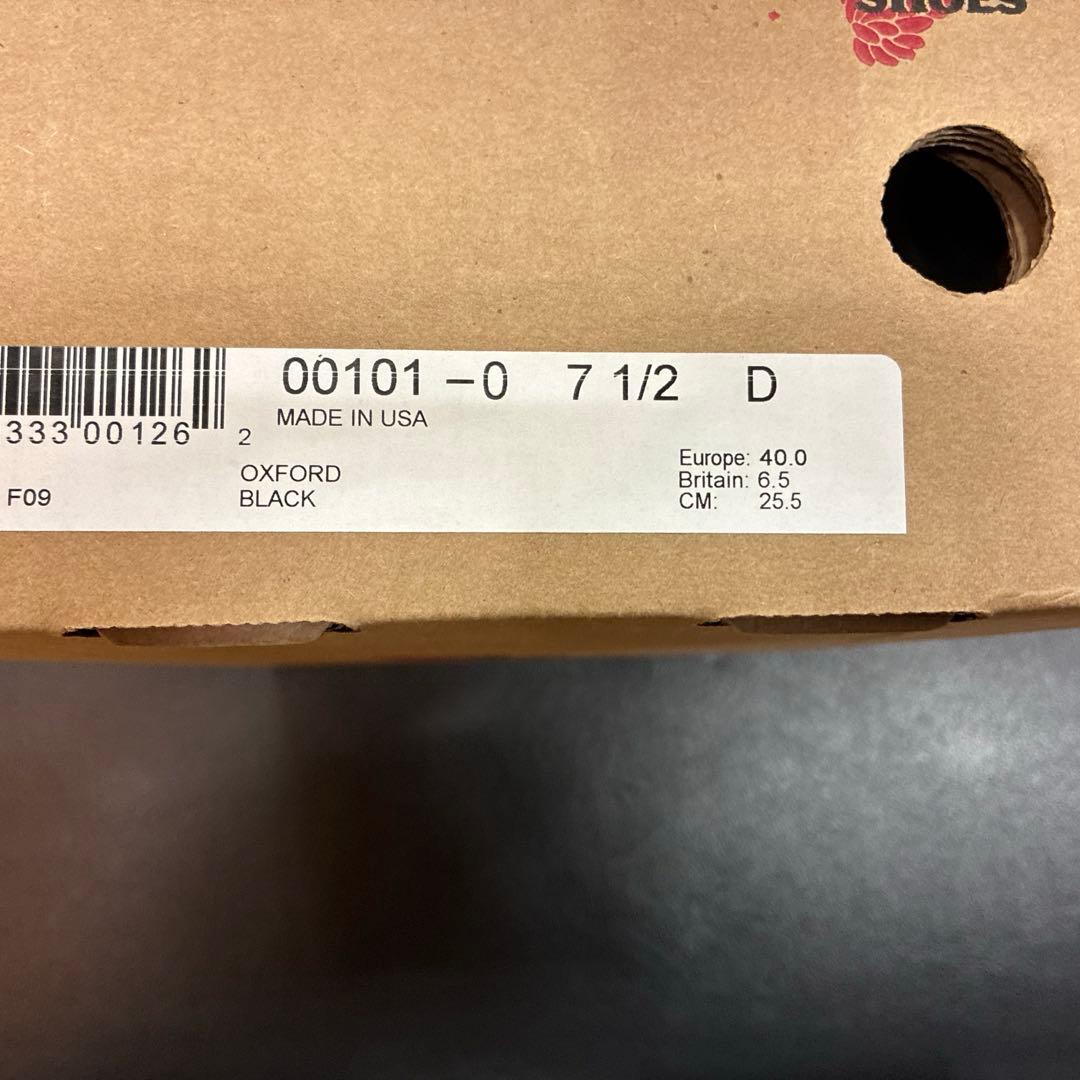 SHOES
00101 –0 7 1/2 D
MADE IN USA
333 00126 2
OXFORD
BLACK
F09
Europe: 40.0
Britain: 6.5
CM: 25.5